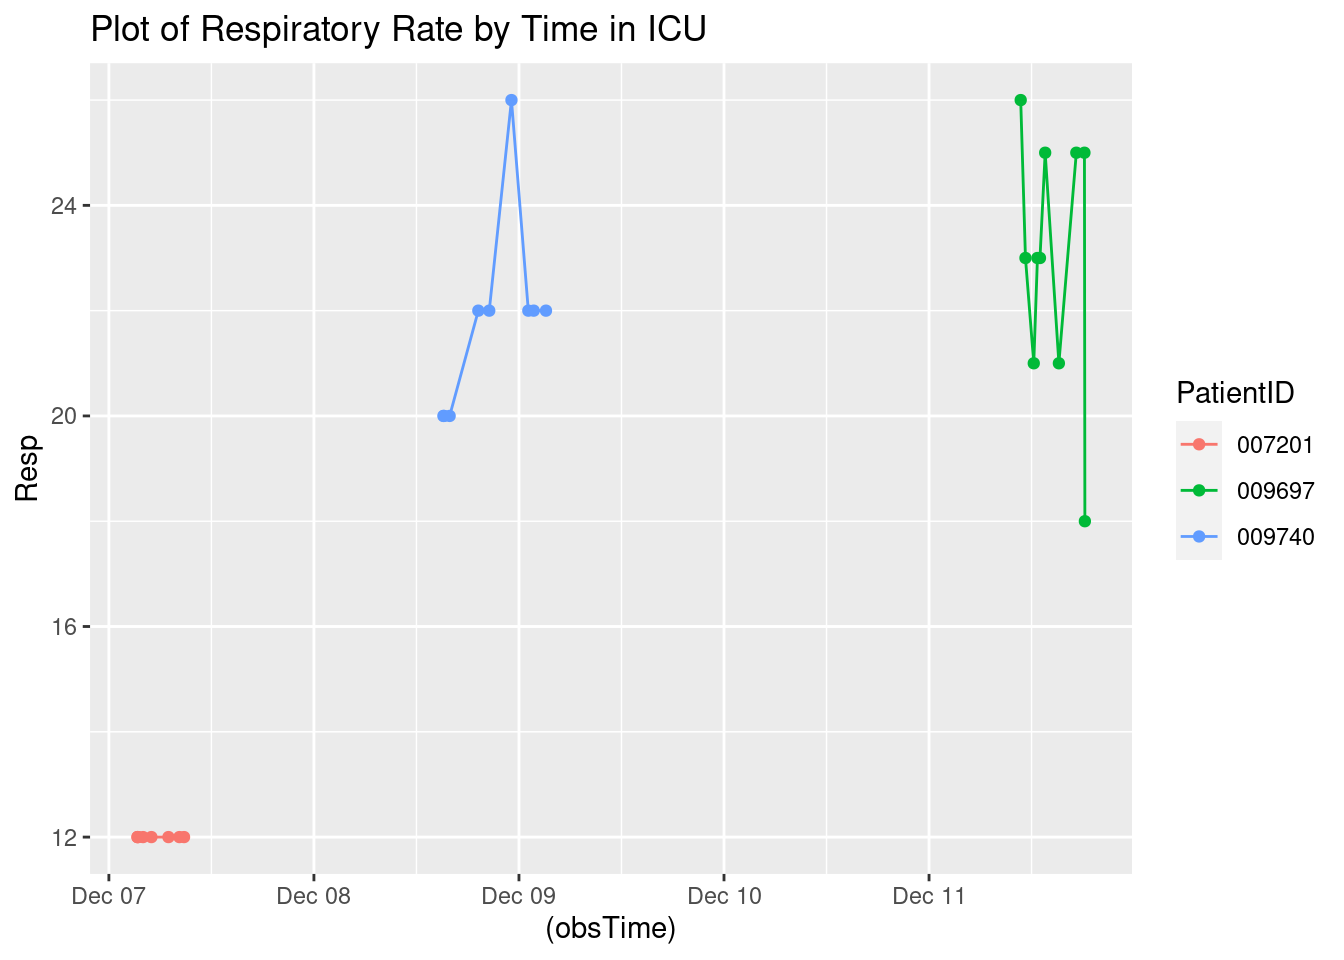 Plot of Respiratory Rate by Time in ICU
Resp
24
20
16
12
Dec 07
Dec 08
Dec 09
Dec 10
Dec 11
(obsTime)
PatientID
007201
009697
009740